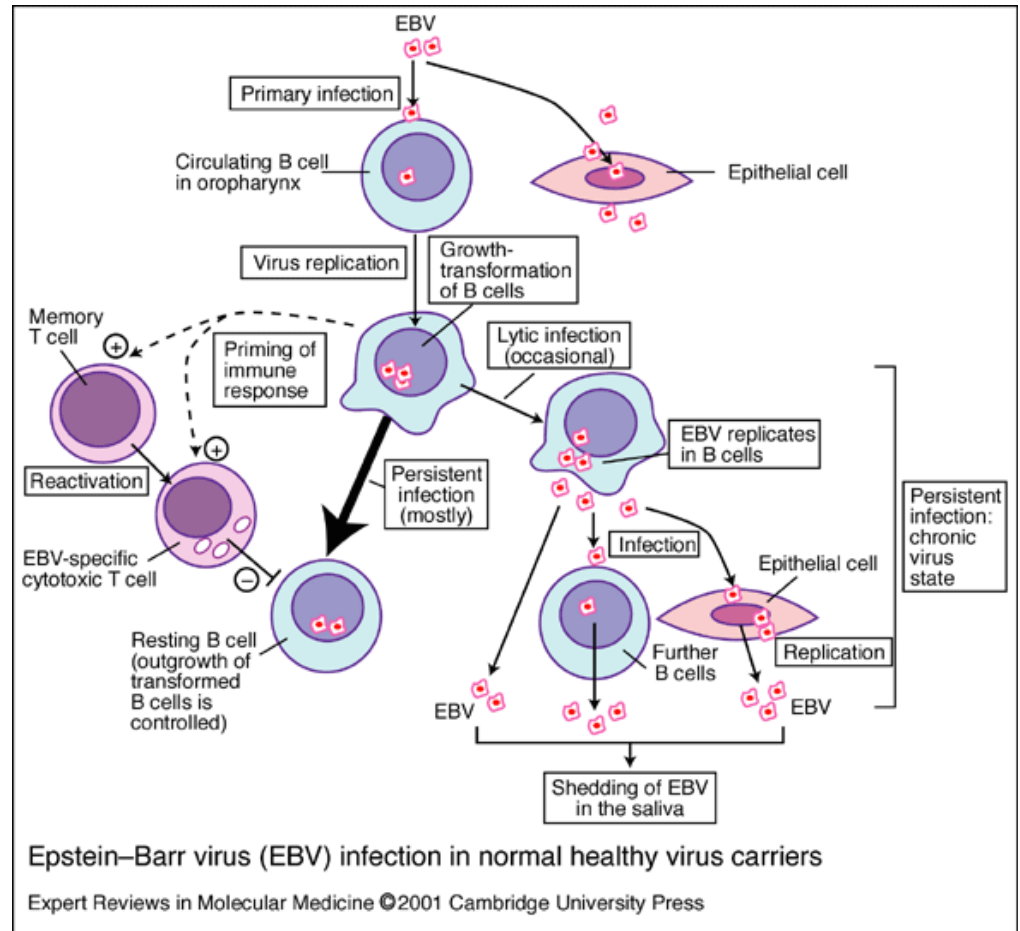 EBV
Primary infection
Circulating B cell
in oropharynx
Epithelial cell
Virus replication
Growth-
transformation
of B cells
Memory
T cell
+
Priming of
immune
response
Lytic infection
(occasional)
+
EBV replicates
in B cells
Reactivation
Persistent
infection
(mostly)
Persistent
infection:
chronic
virus
state
EBV-specific
cytotoxic T cell
−
Infection
Epithelial cell
Resting B cell
(outgrowth of
transformed
B cells is
controlled)
Further
B cells
Replication
EBV
EBV
Shedding of EBV
in the saliva
Epstein–Barr virus (EBV) infection in normal healthy virus carriers
Expert Reviews in Molecular Medicine ©2001 Cambridge University Press